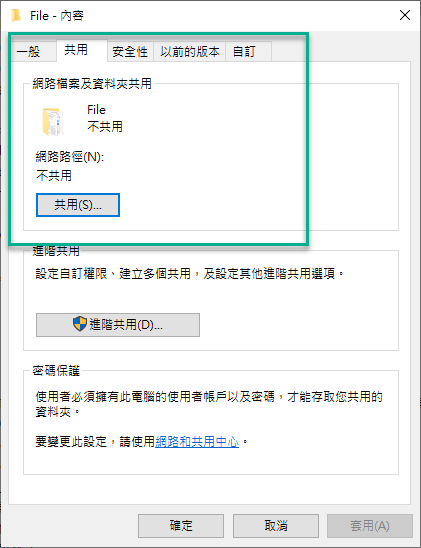 File - 內容
一般 共用 安全性 以前的版本 自訂
網路檔案及資料夾共用
File
不共用
網路路徑(N):
不共用
共用(S)...
進階共用
設定自訂權限、建立多個共用，及設定其他進階共用選項。
進階共用(D)...
密碼保護
使用者必須擁有此電腦的使用者帳戶以及密碼，才能存取您共用的
資料夾。
要變更此設定，請使用網路和共用中心。
確定 取消 套用(A)